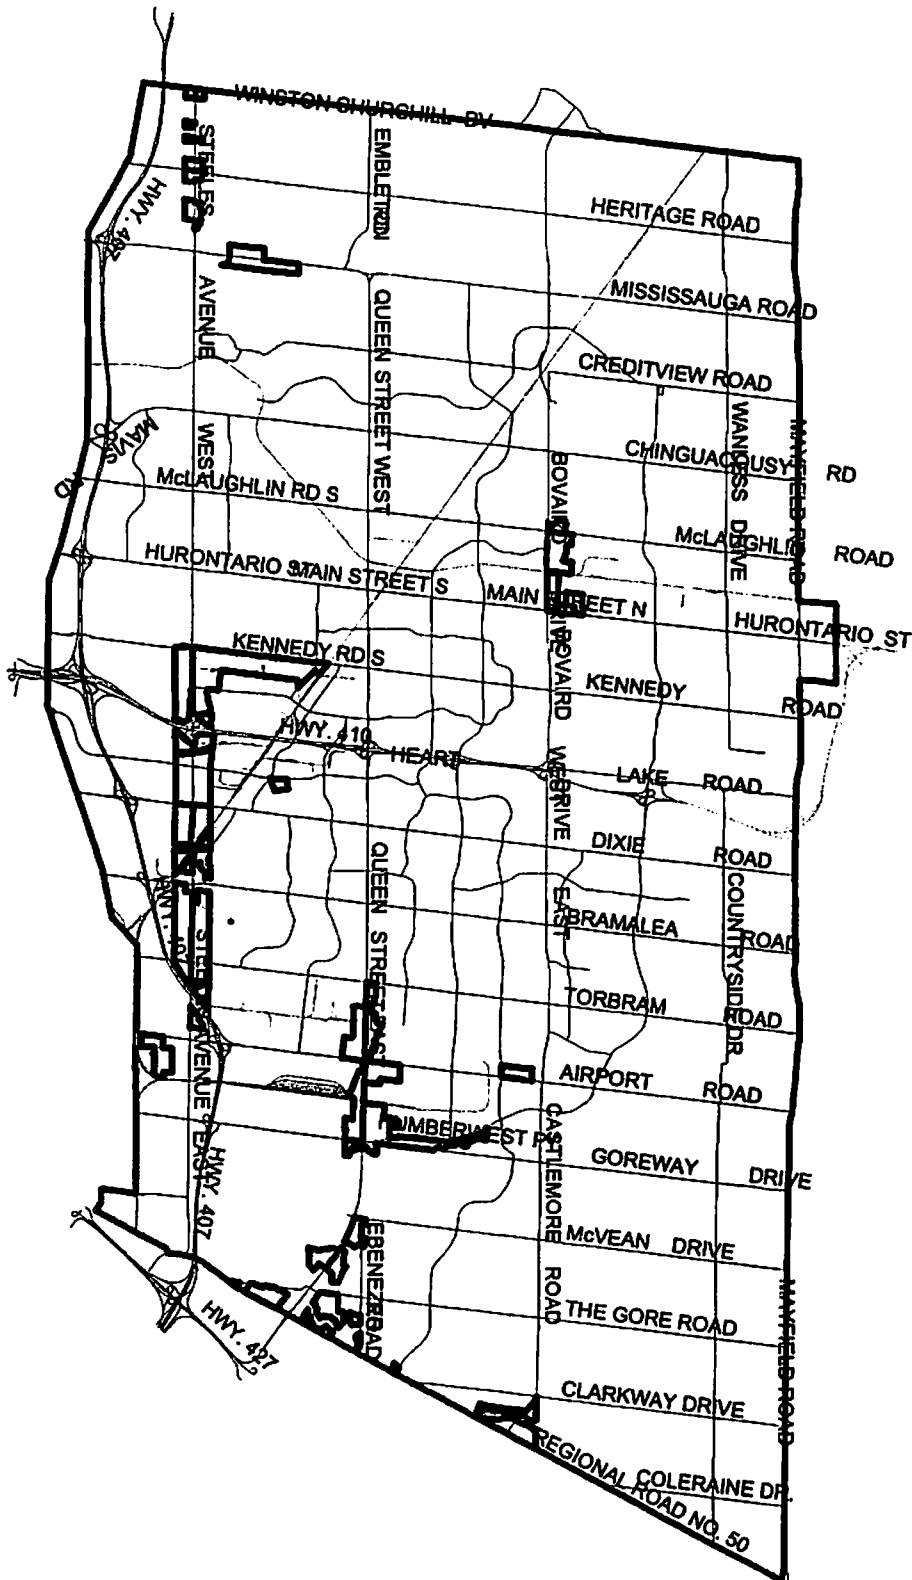 WINSTON CHURCHILL BV
STEELES
HWY. 407
HERITAGE ROAD
MISSISSAUGA ROAD
AVENUE
QUEEN STREET WEST
CREDITVIEW ROAD
WANLESS DRIVE
MAYFIELD ROAD
MAVIS
RD
WEST
BOVAIRD
CHINGUACOUSY RD
McLAUGHLIN RD S
McLAUGHLIN ROAD
HURONTARIO ST
MAIN STREET S
MAIN STREET N
HURONTARIO ST
KENNEDY RD S
KENNEDY ROAD
BOVAIRD
HWY. 410
HEART LAKE ROAD
DRIVE
DIXIE ROAD
QUEEN STREET EAST
EAST
COUNTRYSIDE DR
BRAMALEA ROAD
HWY. 407
STEELES AVENUE EAST
TORBRAM ROAD
AIRPORT ROAD
CASTLEMORE ROAD
GOREWAY DRIVE
HWY. 407
McVEAN DRIVE
EBENEZER
ROAD
THE GORE ROAD
MAYFIELD ROAD
HWY. 427
CLARKWAY DRIVE
REGIONAL ROAD NO. 50
COLERAINE DR.